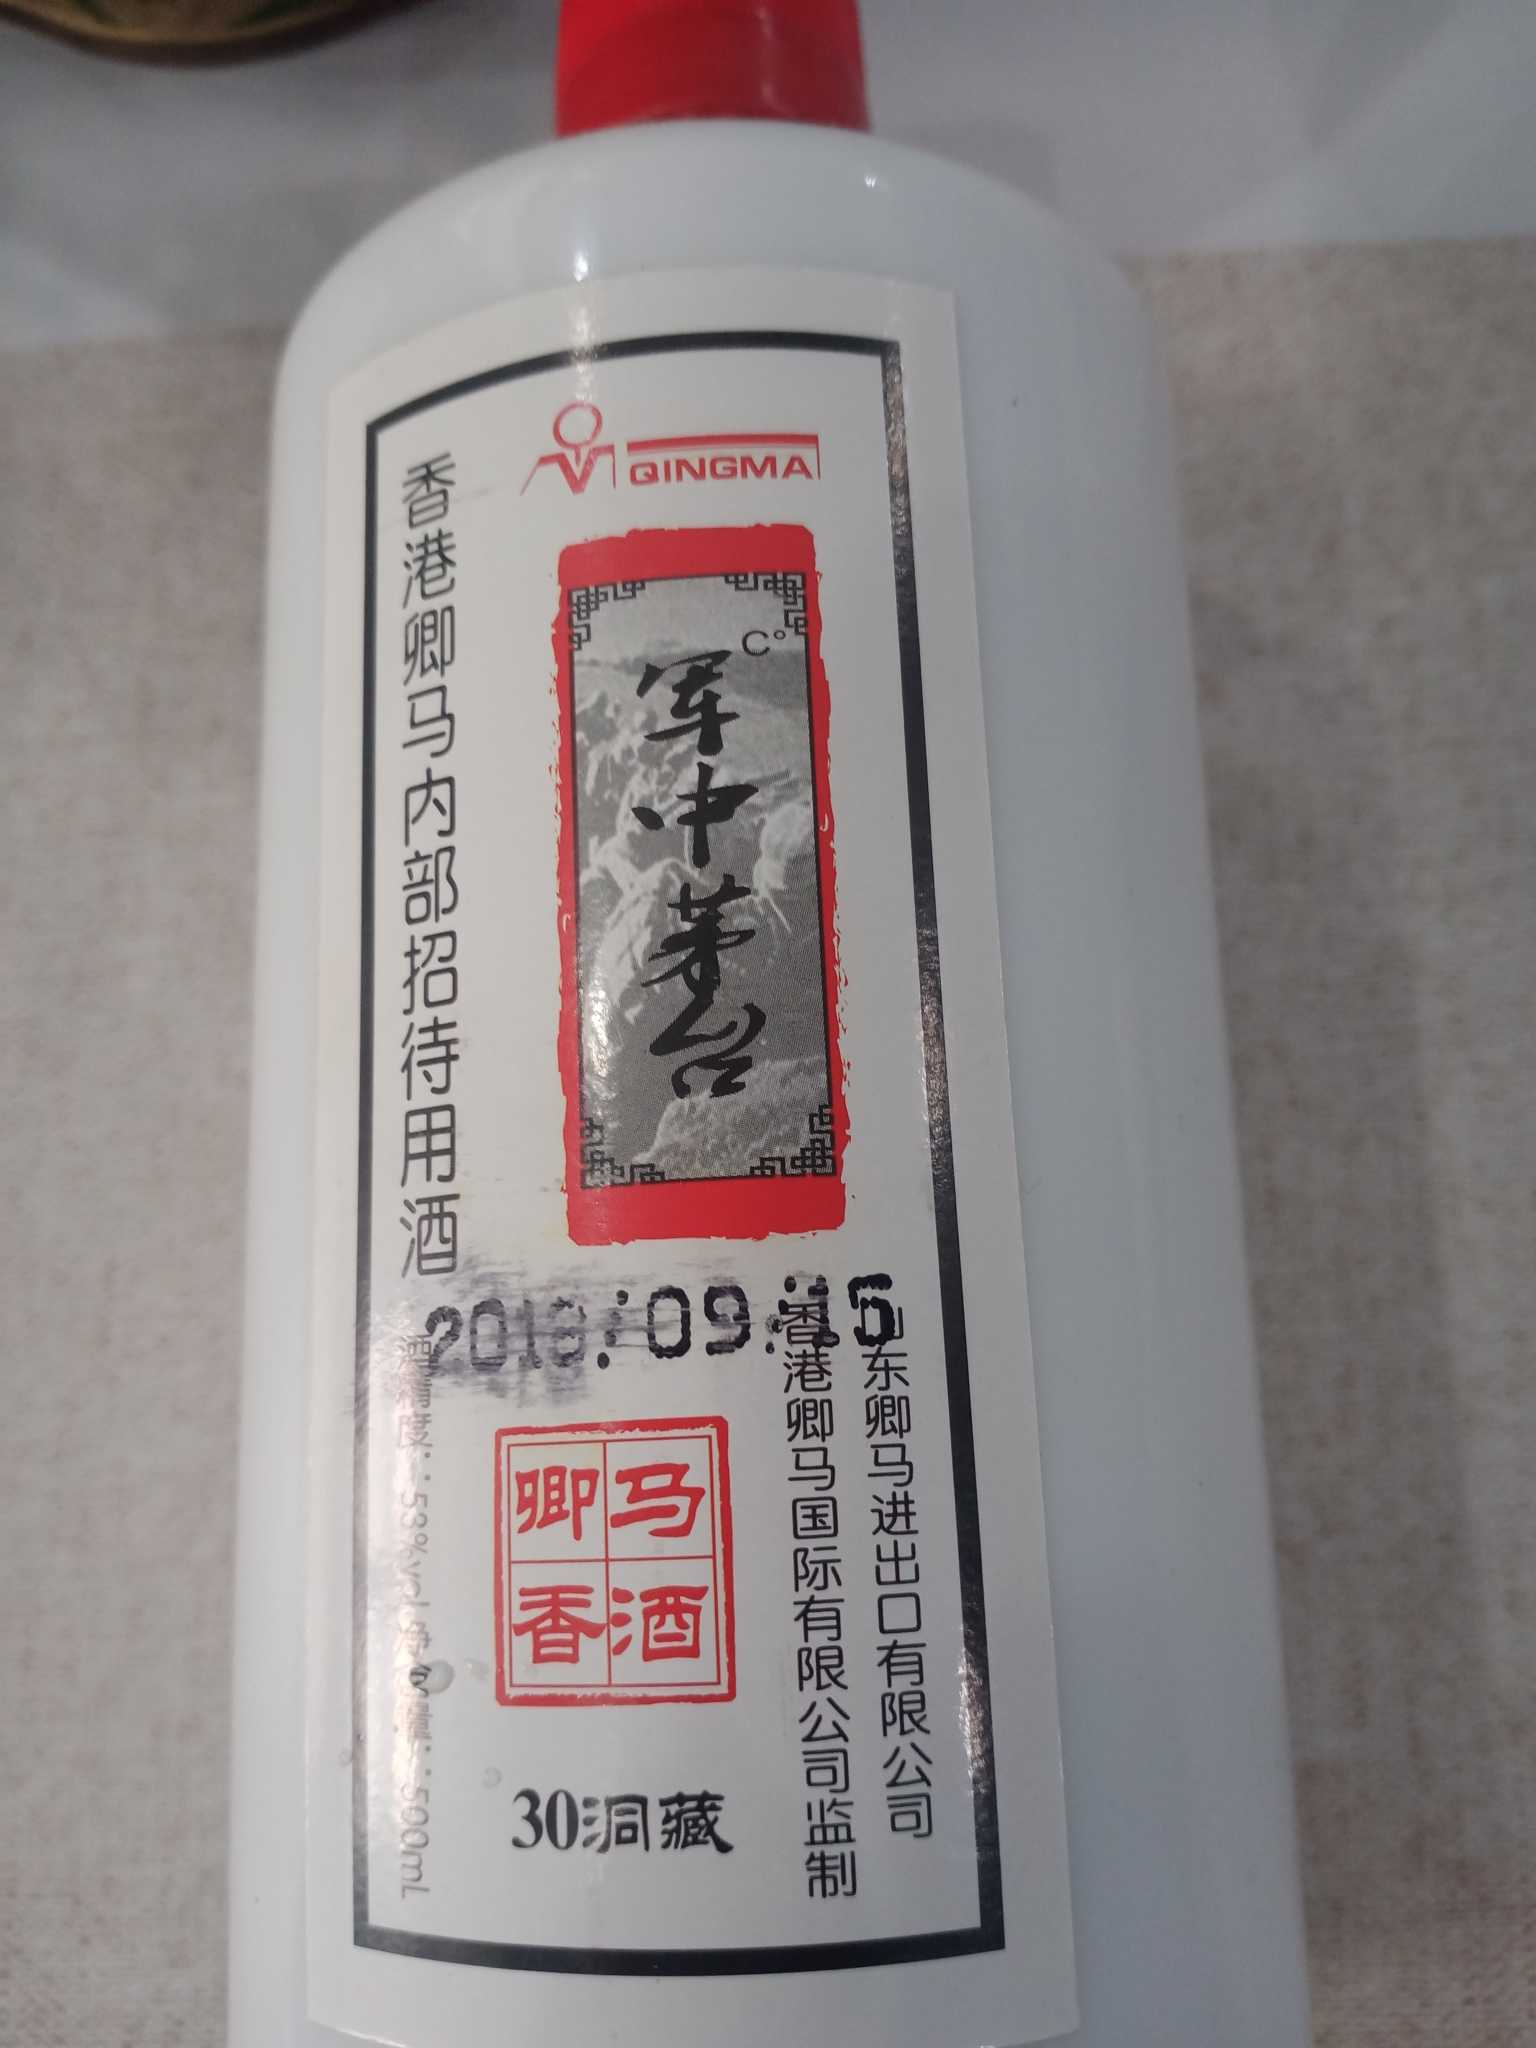 QINGMA
香港卿马内部招待用酒
C°
军中茅台
09.15
酒精度：53%vol 净含量：500mL
卿马
香酒
30洞藏
香港卿马国际有限公司监制
山东卿马进出口有限公司